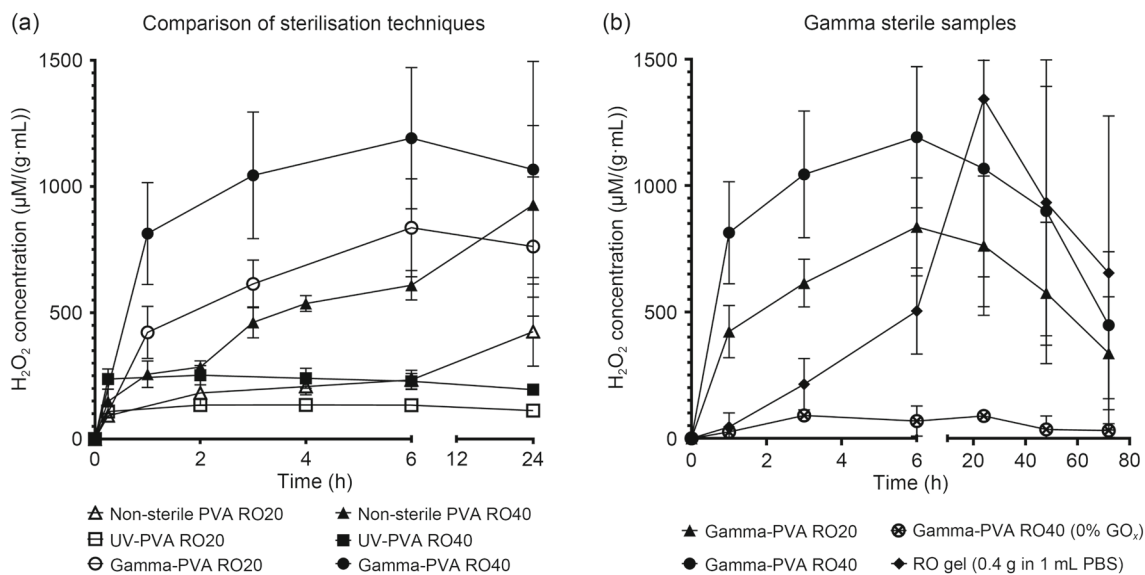 (a) Comparison of sterilisation techniques
H₂O₂ concentration (µM/(g·mL))
1500
1000
500
0
0 2 4 6 12 24
Time (h)
Non-sterile PVA RO20
UV-PVA RO20
Gamma-PVA RO20
Non-sterile PVA RO40
UV-PVA RO40
Gamma-PVA RO40
(b) Gamma sterile samples
H₂O₂ concentration (µM/(g·mL))
1500
1000
500
0
0 2 4 6 20 40 60 80
Time (h)
Gamma-PVA RO20
Gamma-PVA RO40
Gamma-PVA RO40 (0% GOₓ)
RO gel (0.4 g in 1 mL PBS)